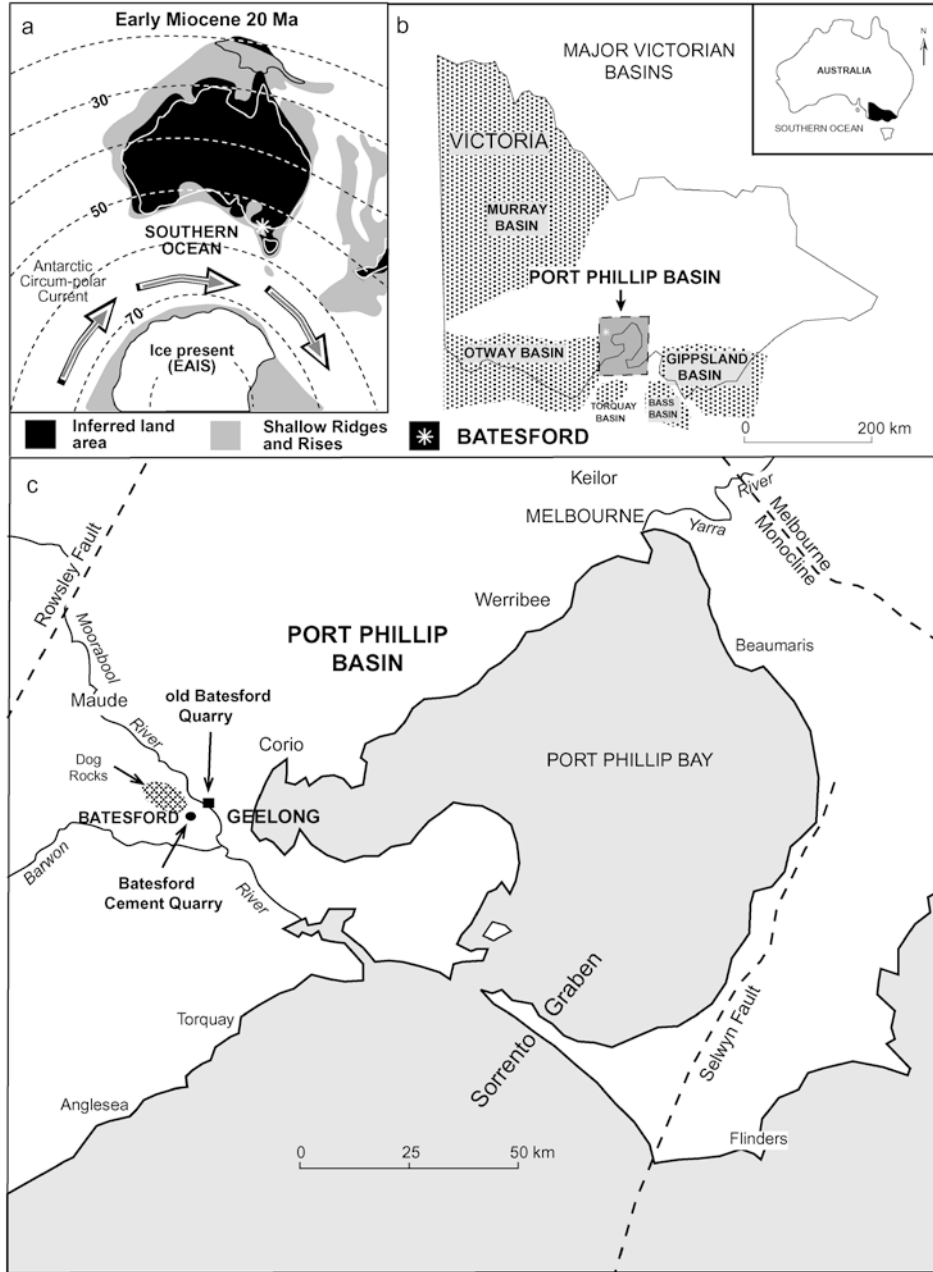 a
Early Miocene 20 Ma
30
50
SOUTHERN
OCEAN
Antarctic
Circum-polar
Current
70
Ice present
(EAIS)
Inferred land
area
Shallow Ridges
and Rises
BATESFORD
b
MAJOR VICTORIAN
BASINS
VICTORIA
MURRAY
BASIN
PORT PHILLIP BASIN
OTWAY BASIN
GIPPSLAND
BASIN
TORQUAY
BASIN
BASS
BASIN
0
200 km
N
AUSTRALIA
SOUTHERN OCEAN
c
Keilor
MELBOURNE
River
Yarra
Melbourne
Monocline
Rowsley Fault
Werribee
Moorabool
PORT PHILLIP
BASIN
Beaumaris
Maude
old Batesford
Quarry
River
Corio
PORT PHILLIP BAY
Dog
Rocks
BATESFORD
GEELONG
Barwon
Batesford
Cement Quarry
River
Sorrento Graben
Selwyn Fault
Torquay
Anglesea
Flinders
0
25
50 km